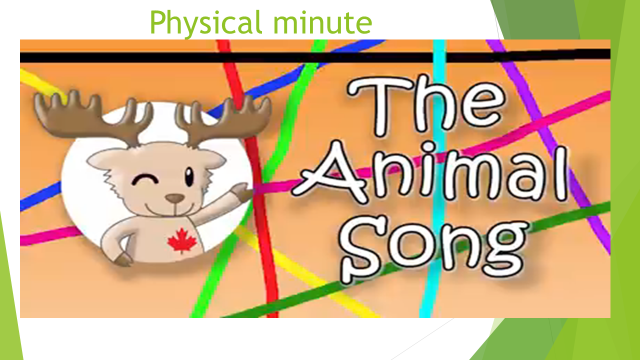 Physical minute
The
Animal
Song